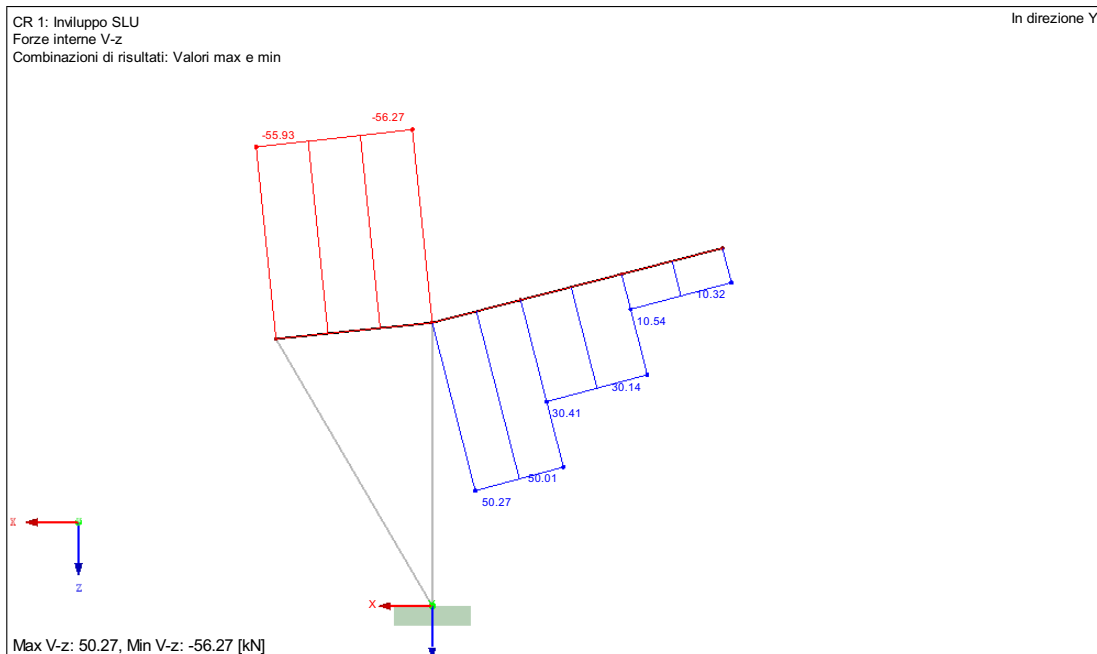 CR 1: Inviluppo SLU
In direzione Y
Forze interne V-z
Combinazioni di risultati: Valori max e min
-56.27
-55.93
10.32
10.54
30.14
30.41
50.01
50.27
X
Z
X
Max V-z: 50.27, Min V-z: -56.27 [kN]